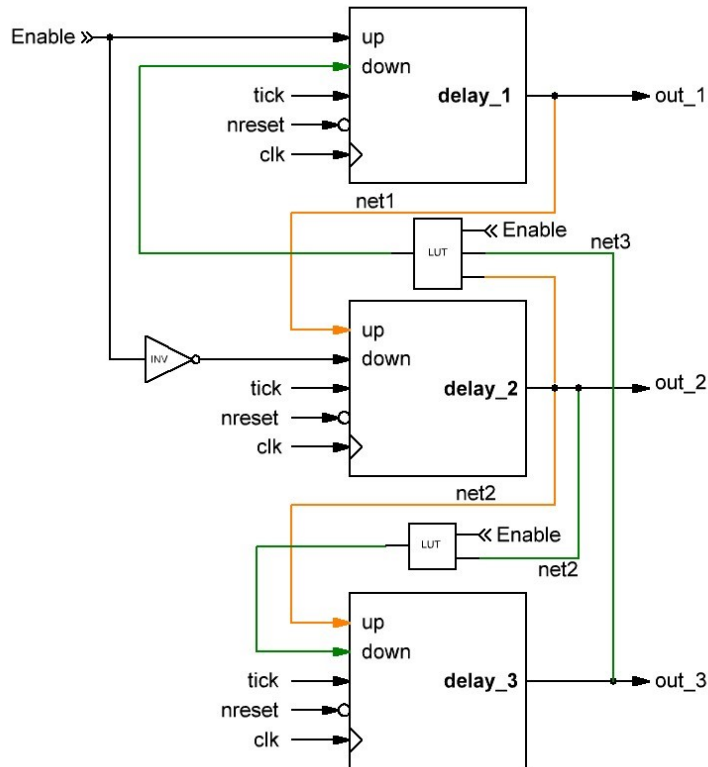 Enable
up
down
tick
delay_1
out_1
nreset
clk
net1
Enable
LUT
net3
up
INV
down
tick
delay_2
out_2
nreset
clk
net2
Enable
LUT
net2
up
down
tick
delay_3
out_3
nreset
clk